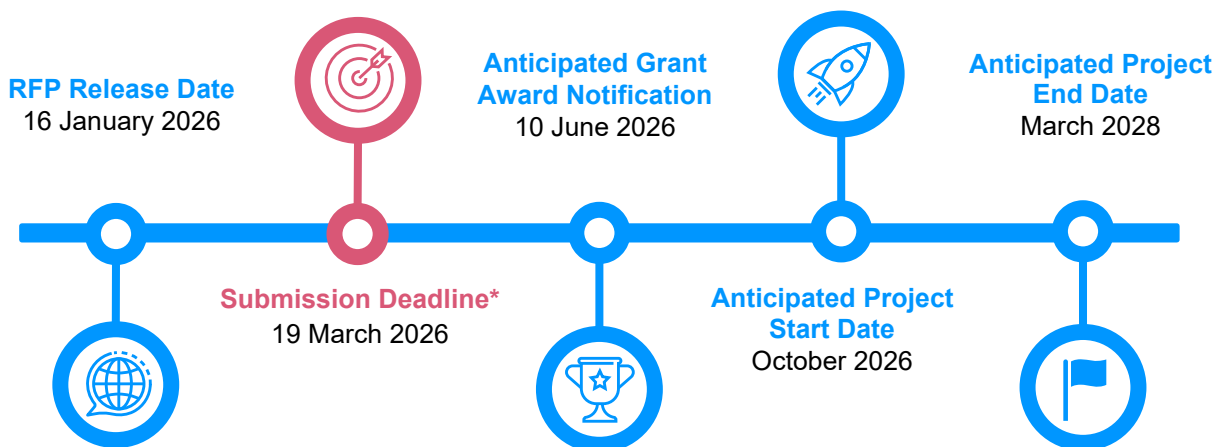 RFP Release Date
16 January 2026
Submission Deadline*
19 March 2026
Anticipated Grant
Award Notification
10 June 2026
Anticipated Project
Start Date
October 2026
Anticipated Project
End Date
March 2028